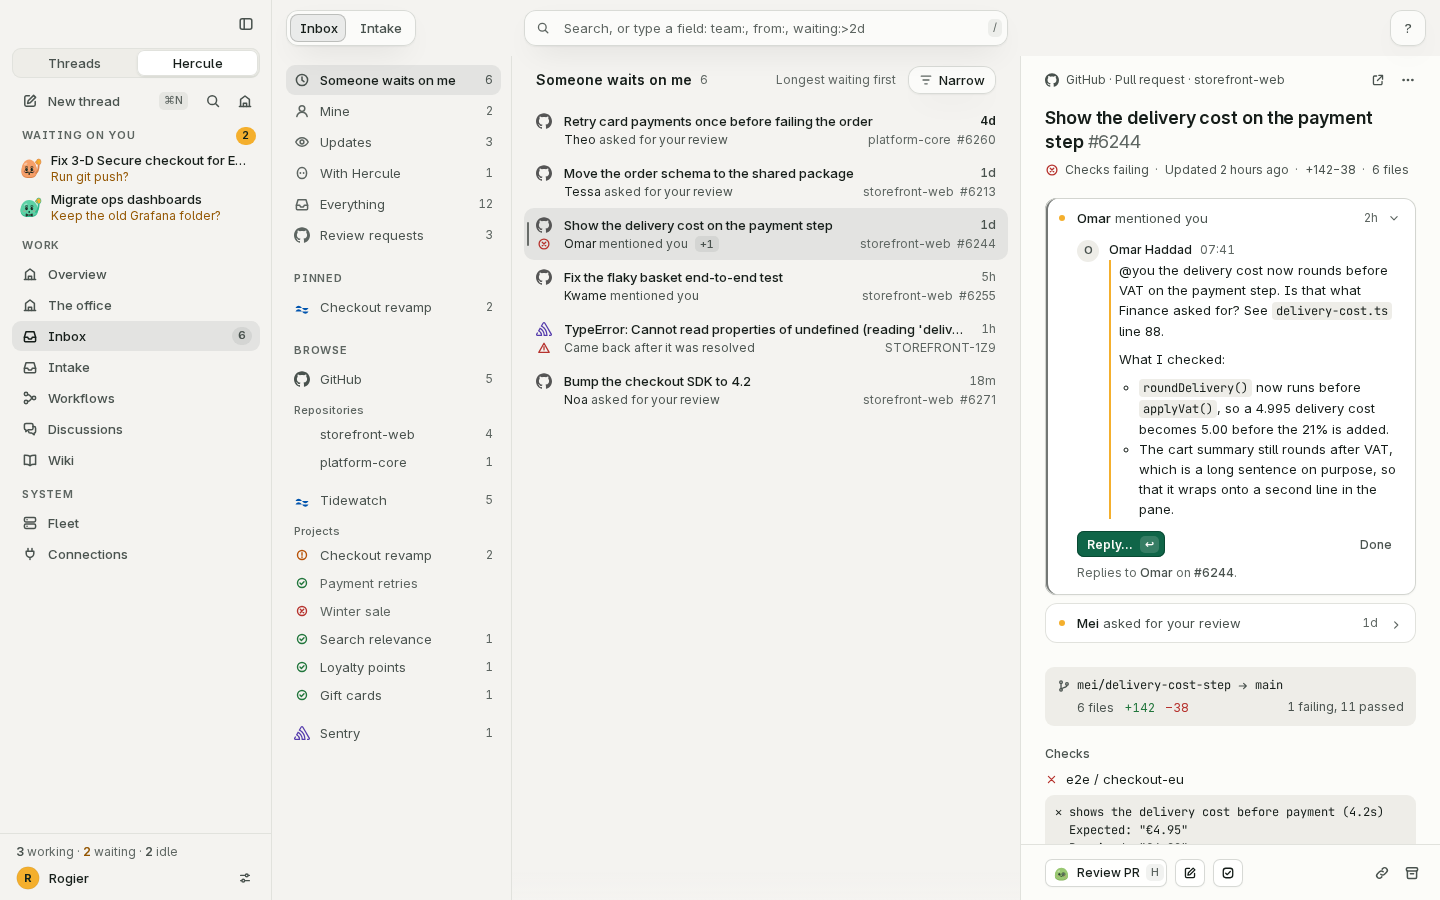 Threads
Hercule
New thread
⌘N
WAITING ON YOU
2
Fix 3-D Secure checkout for E…
Run git push?
Migrate ops dashboards
Keep the old Grafana folder?
WORK
Overview
The office
Inbox
6
Intake
Workflows
Discussions
Wiki
SYSTEM
Fleet
Connections
3 working · 2 waiting · 2 idle
R
Rogier
Inbox
Intake
Someone waits on me
6
Mine
2
Updates
3
With Hercule
1
Everything
12
Review requests
3
PINNED
Checkout revamp
2
BROWSE
GitHub
5
Repositories
storefront-web
4
platform-core
1
Tidewatch
5
Projects
Checkout revamp
2
Payment retries
Winter sale
Search relevance
1
Loyalty points
1
Gift cards
1
Sentry
1
Search, or type a field: team:, from:, waiting:>2d
/
?
Someone waits on me 6
Longest waiting first
Narrow
Retry card payments once before failing the order
4d
Theo asked for your review
platform-core #6260
Move the order schema to the shared package
1d
Tessa asked for your review
storefront-web #6213
Show the delivery cost on the payment step
1d
Omar mentioned you +1
storefront-web #6244
Fix the flaky basket end-to-end test
5h
Kwame mentioned you
storefront-web #6255
TypeError: Cannot read properties of undefined (reading 'deliv…
1h
Came back after it was resolved
STOREFRONT-1Z9
Bump the checkout SDK to 4.2
18m
Noa asked for your review
storefront-web #6271
GitHub · Pull request · storefront-web
Show the delivery cost on the payment
step #6244
Checks failing · Updated 2 hours ago · +142−38 · 6 files
Omar mentioned you
2h
O
Omar Haddad 07:41
@you the delivery cost now rounds before
VAT on the payment step. Is that what
Finance asked for? See delivery-cost.ts
line 88.
What I checked:
roundDelivery() now runs before
applyVat(), so a 4.995 delivery cost
becomes 5.00 before the 21% is added.
The cart summary still rounds after VAT,
which is a long sentence on purpose, so
that it wraps onto a second line in the
pane.
Reply… ↩
Done
Replies to Omar on #6244.
Mei asked for your review
1d
mei/delivery-cost-step → main
6 files +142 −38
1 failing, 11 passed
Checks
e2e / checkout-eu
× shows the delivery cost before payment (4.2s)
Expected: "€4.95"
Review PR H